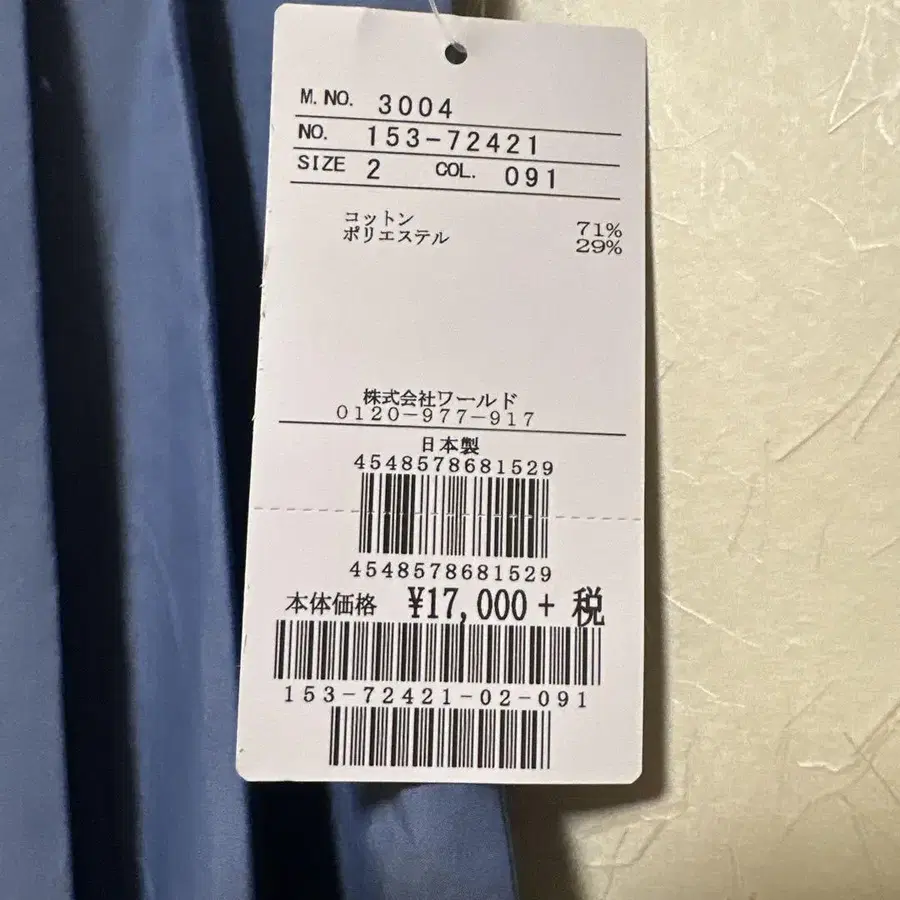 M. NO. 3004
NO. 153-72421
SIZE 2 COL. 091
コットン 71%
ポリエステル 29%
株式会社ワールド
0120-977-917
日本製
4548578681529
4548578681529
本体価格 ¥17,000 + 税
153-72421-02-091